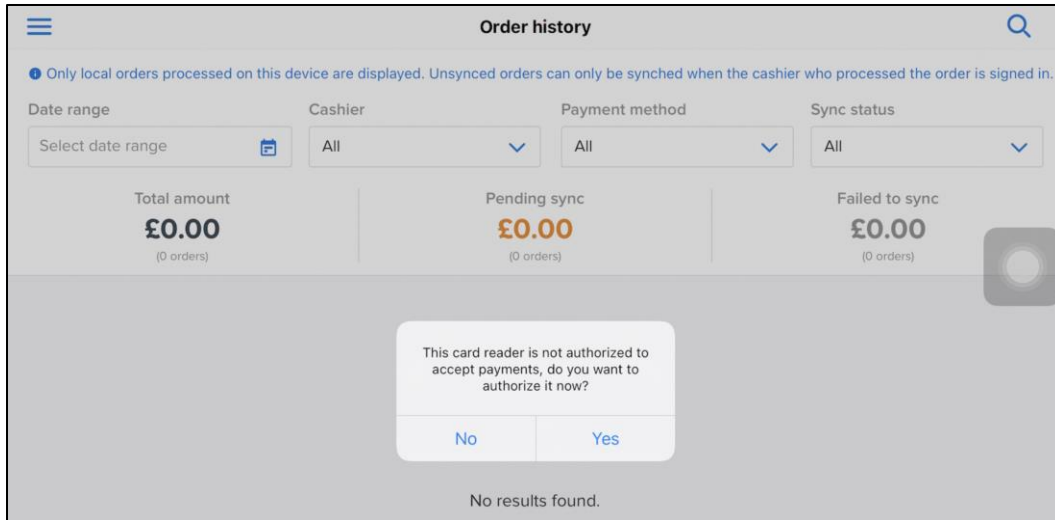 Order history
Only local orders processed on this device are displayed. Unsynced orders can only be synched when the cashier who processed the order is signed in.
Date range
Cashier
Payment method
Sync status
Select date range
All
All
All
Total amount
Pending sync
Failed to sync
£0.00
£0.00
£0.00
(0 orders)
(0 orders)
(0 orders)
This card reader is not authorized to
accept payments, do you want to
authorize it now?
No
Yes
No results found.